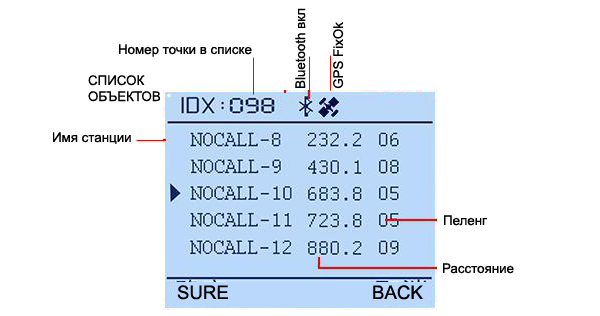 Номер точки в списке
Bluetooth вкл
GPS FixOk
СПИСОК
ОБЪЕКТОВ
IDX:098
Имя станции
NOCALL-8 232.2 06
NOCALL-9 430.1 08
NOCALL-10 683.8 05
NOCALL-11 723.8 05
Пеленг
NOCALL-12 880.2 09
Расстояние
SURE BACK